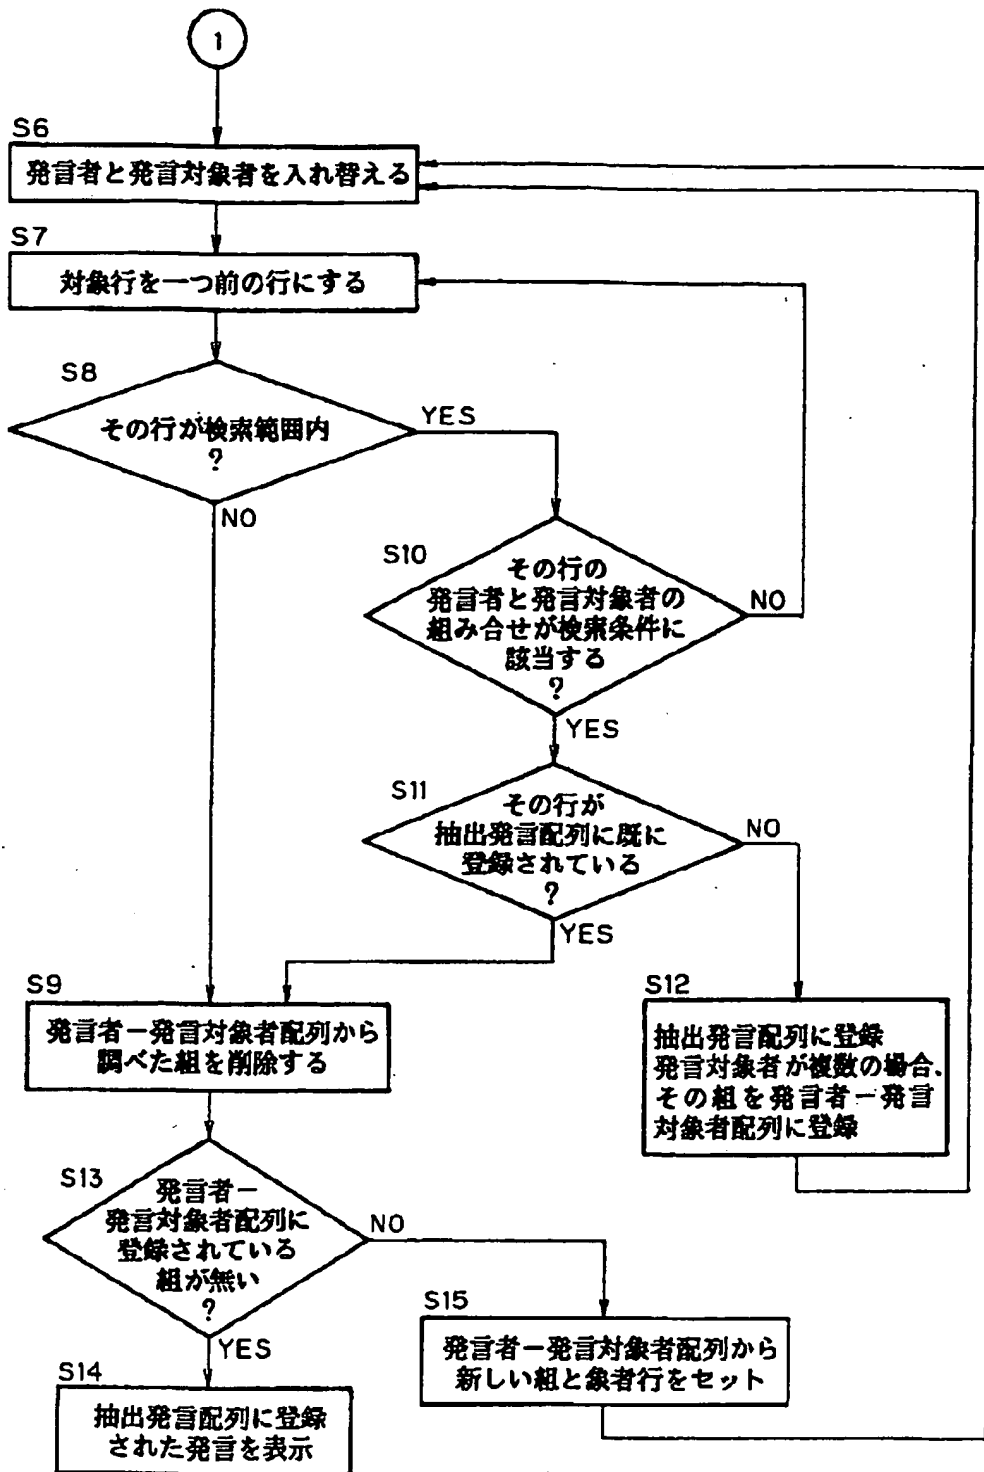 1
S6
発言者と発言対象者を入れ替える
S7
対象行を一つ前の行にする
S8
その行が検索範囲内
?
YES
NO
S10
その行の
発言者と発言対象者の
組み合せが検索条件に
該当する
?
NO
YES
S11
その行が
抽出発言配列に既に
登録されている
?
NO
YES
S9
発言者−発言対象者配列から
調べた組を削除する
S12
抽出発言配列に登録
発言対象者が複数の場合、
その組を発言者−発言
対象者配列に登録
S13
発言者−
発言対象者配列に
登録されている
組が無い
?
NO
YES
S15
発言者−発言対象者配列から
新しい組と象者行をセット
S14
抽出発言配列に登録
された発言を表示